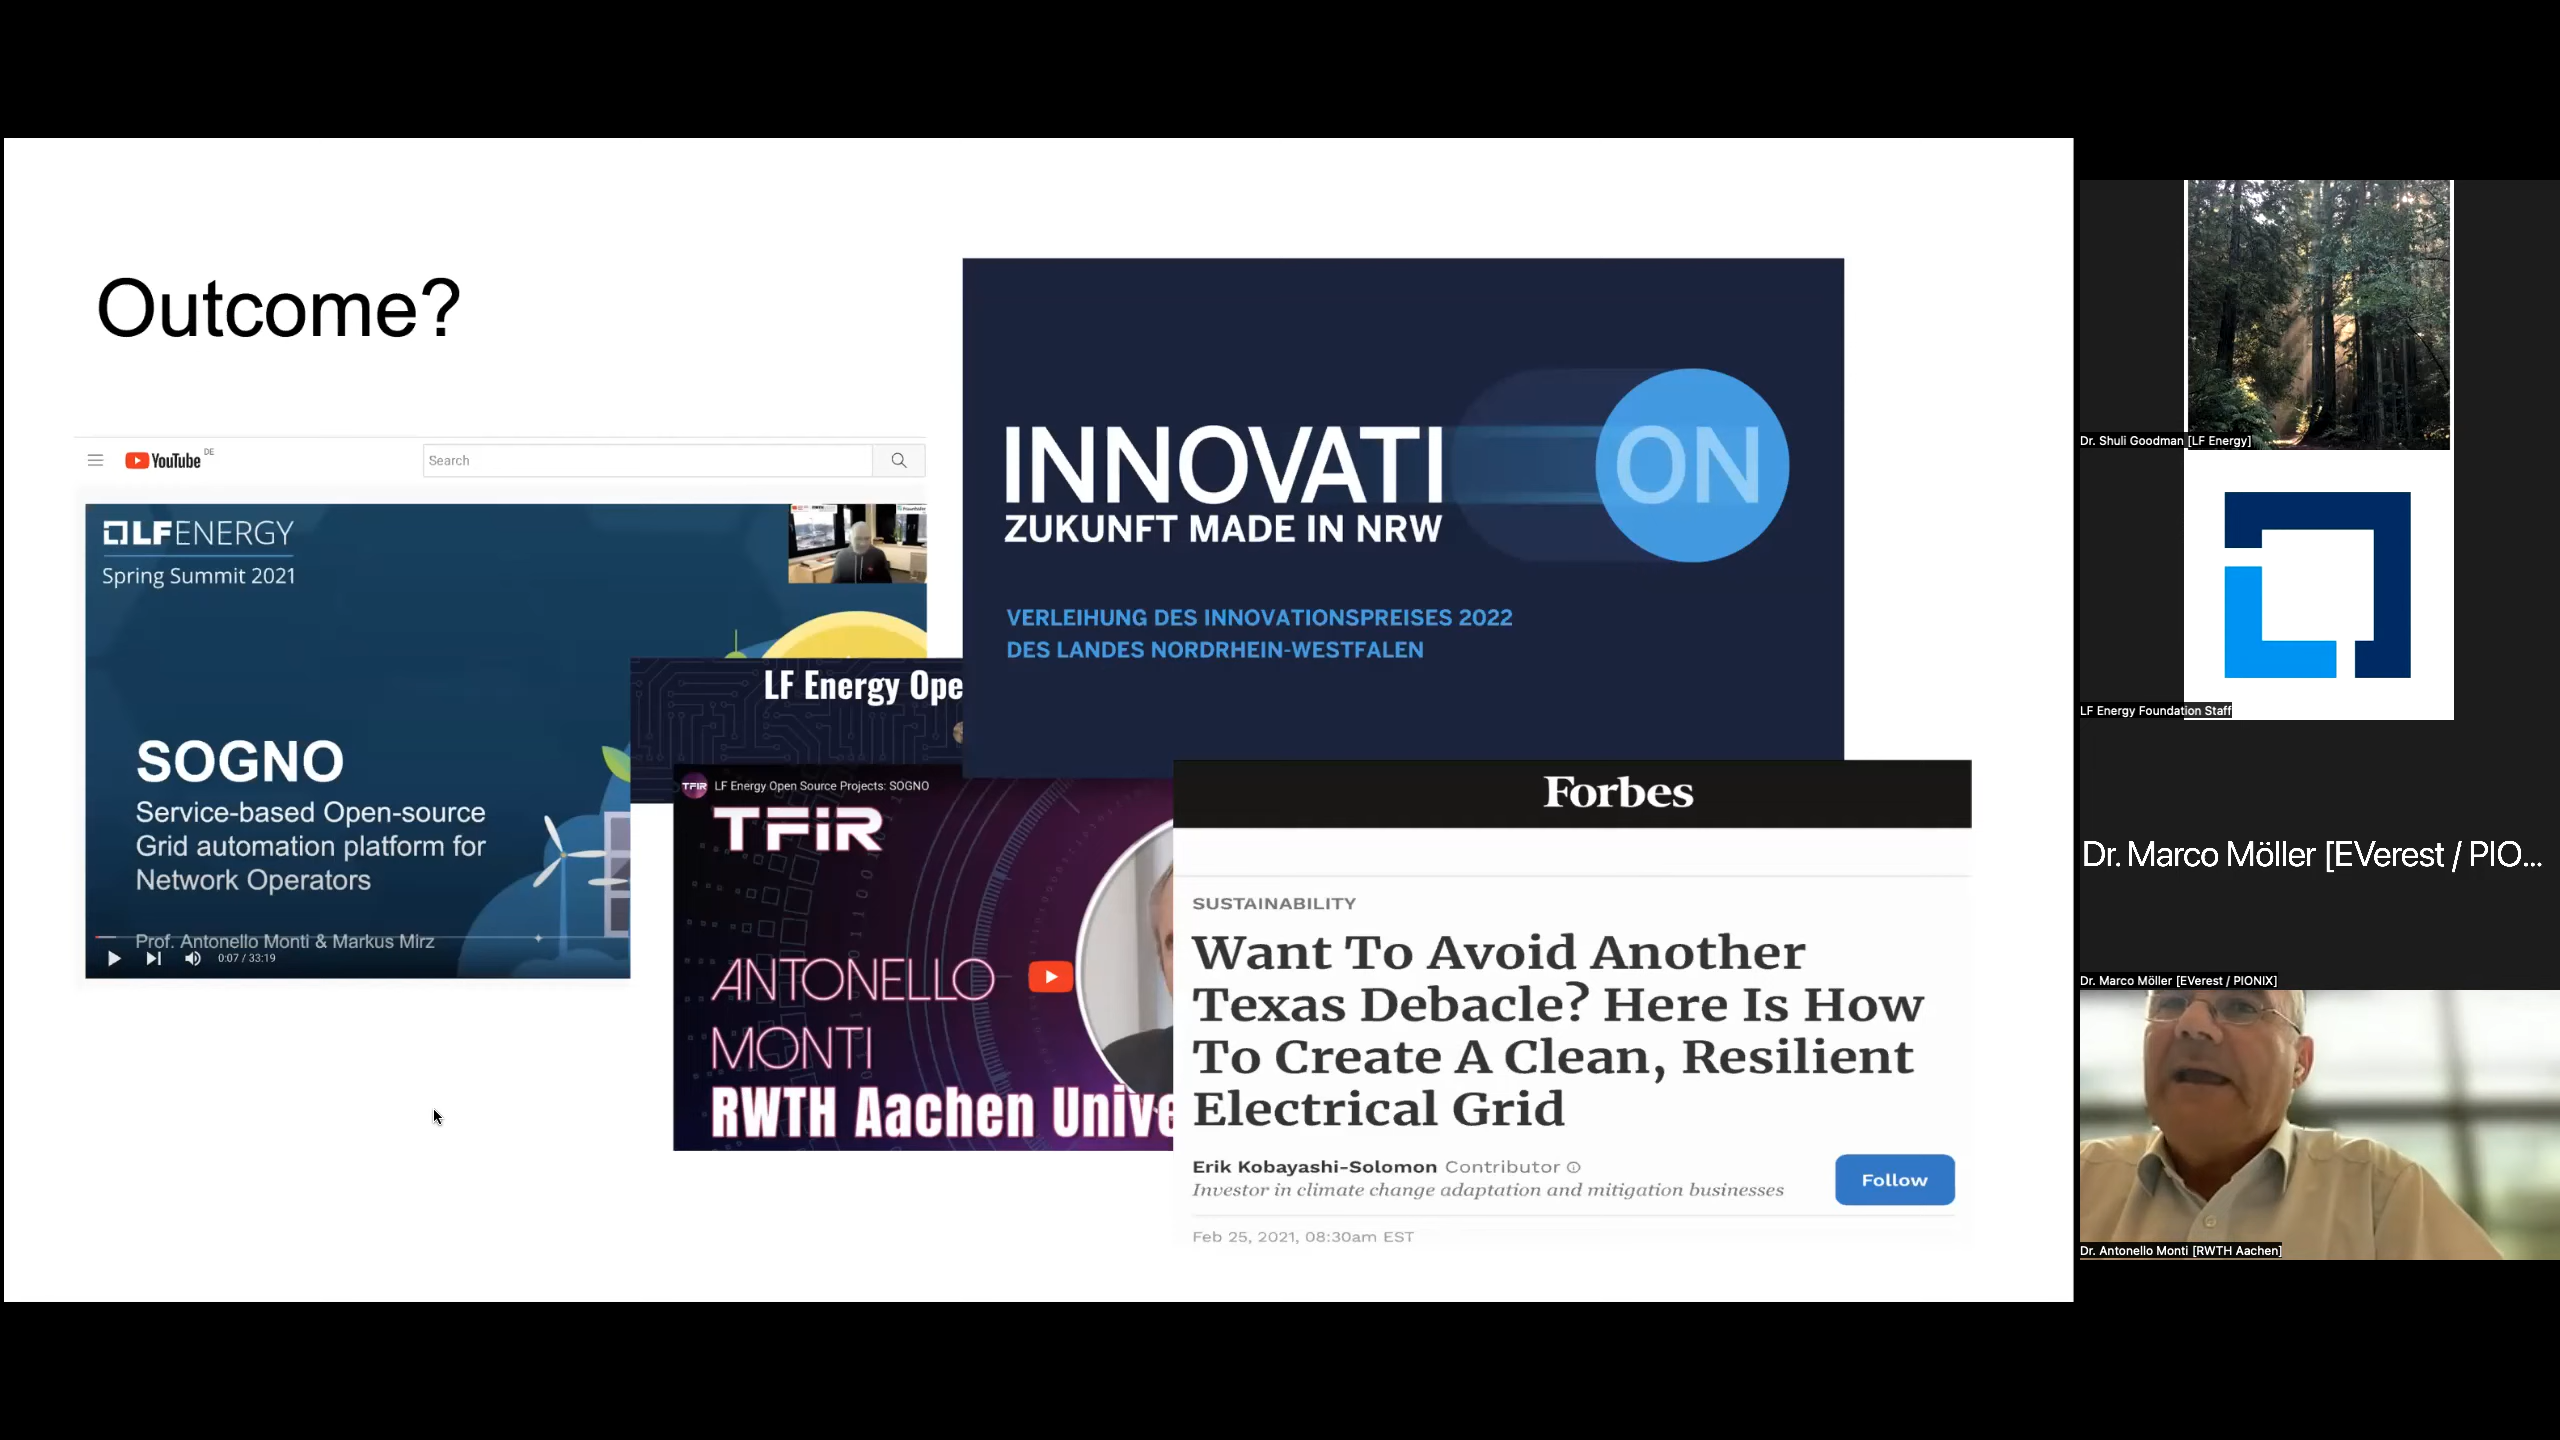 Outcome?
YouTube DE
Search
LFENERGY
Spring Summit 2021
SOGNO
Service-based Open-source
Grid automation platform for
Network Operators
Prof. Antonello Monti & Markus Mirz
0:07 / 33:19
LF Energy Ope
TFIR LF Energy Open Source Projects: SOGNO
TFiR
ANTONELLO
MONTI
RWTH Aachen Unive
INNOVATI ON
ZUKUNFT MADE IN NRW
VERLEIHUNG DES INNOVATIONSPREISES 2022
DES LANDES NORDRHEIN-WESTFALEN
Forbes
SUSTAINABILITY
Want To Avoid Another
Texas Debacle? Here Is How
To Create A Clean, Resilient
Electrical Grid
Erik Kobayashi-Solomon Contributor
Investor in climate change adaptation and mitigation businesses
Follow
Feb 25, 2021, 08:30am EST
Dr. Shuli Goodman [LF Energy]
LF Energy Foundation Staff
Dr. Marco Möller [EVerest / PIO...
Dr. Marco Möller [EVerest / PIONIX]
Dr. Antonello Monti [RWTH Aachen]